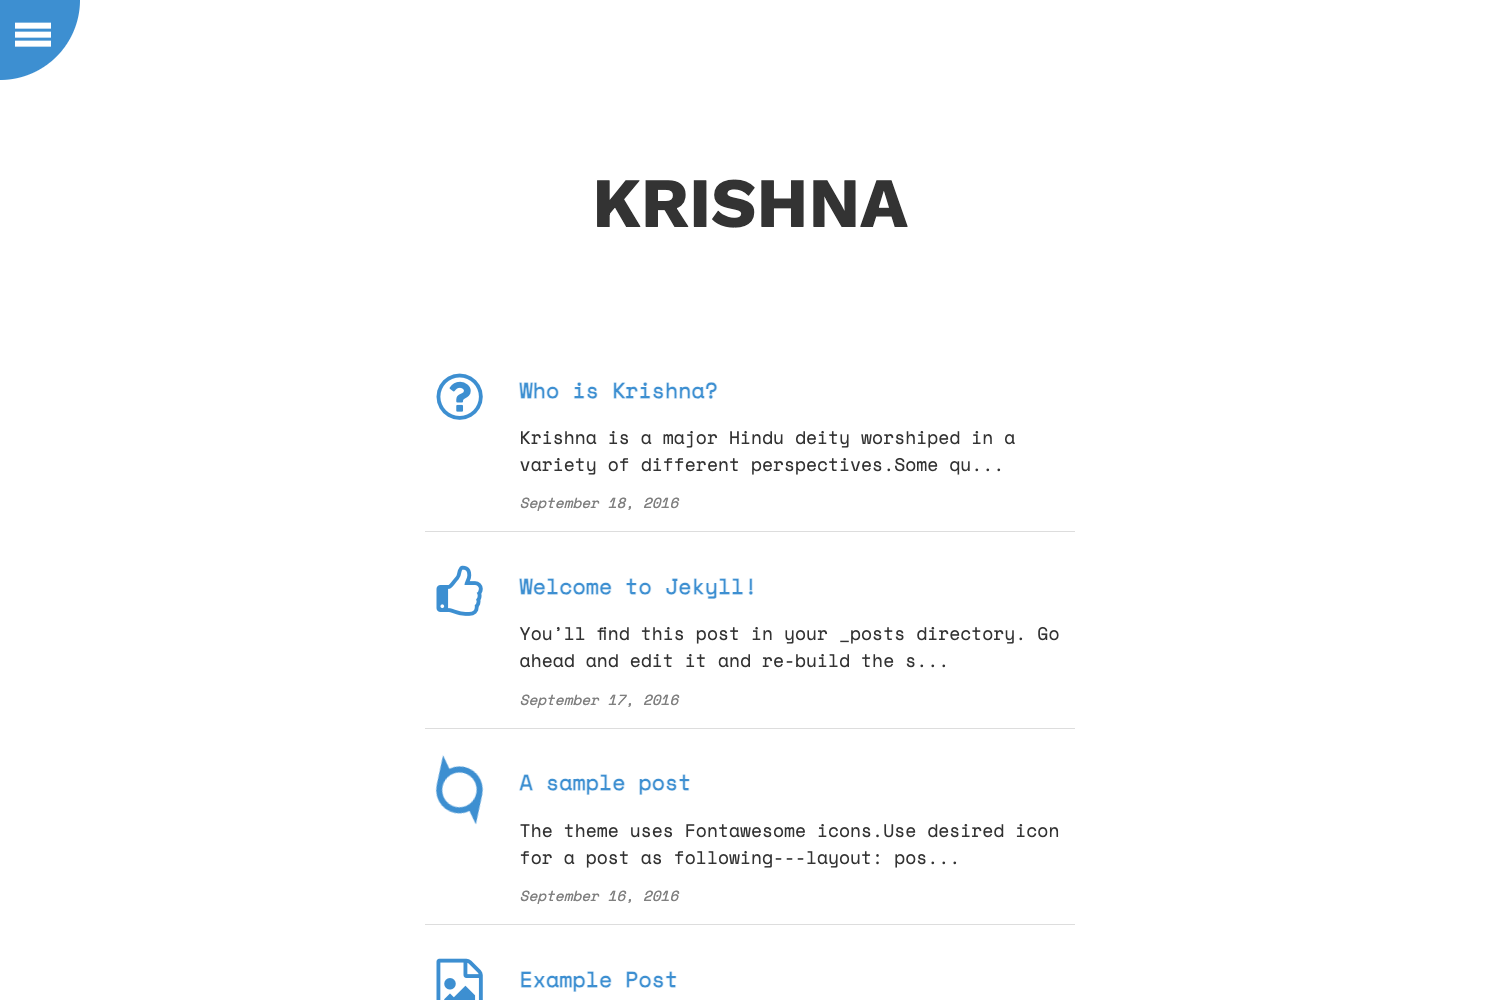 KRISHNA
Who is Krishna?
Krishna is a major Hindu deity worshiped in a
variety of different perspectives.Some qu...
September 18, 2016
Welcome to Jekyll!
You’ll find this post in your _posts directory. Go
ahead and edit it and re-build the s...
September 17, 2016
A sample post
The theme uses Fontawesome icons.Use desired icon
for a post as following---layout: pos...
September 16, 2016
Example Post